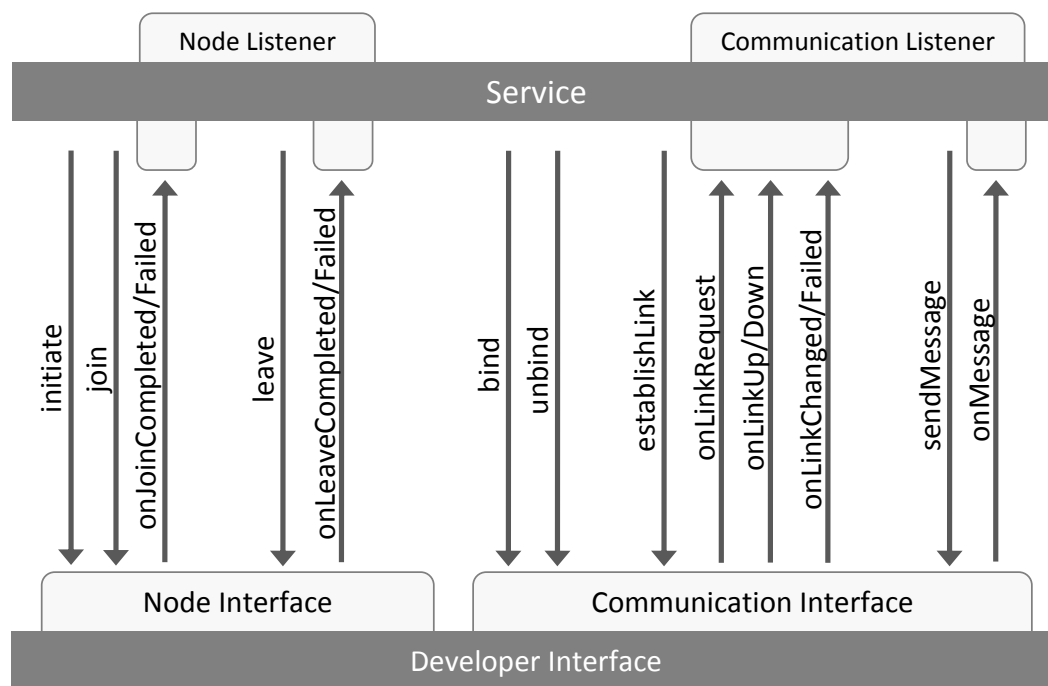 Node Listener
Communication Listener
Service
initiate
join
onJoinCompleted/Failed
leave
onLeaveCompleted/Failed
bind
unbind
establishLink
onLinkRequest
onLinkUp/Down
onLinkChanged/Failed
sendMessage
onMessage
Node Interface
Communication Interface
Developer Interface